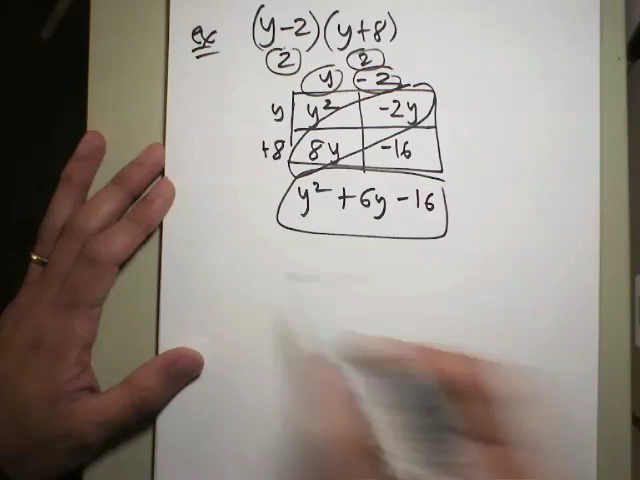 ex (y-2)(y+8)
2 2
y -2
y y² -2y
+8 8y -16
y² + 6y - 16